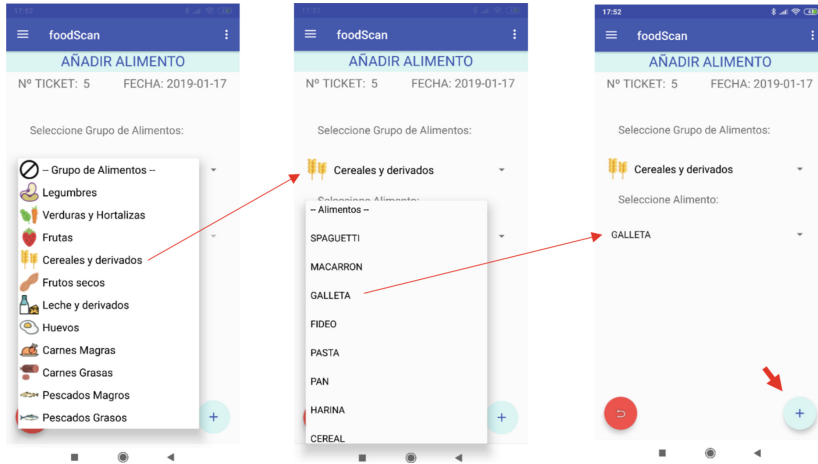 17:52
foodScan
AÑADIR ALIMENTO
Nº TICKET: 5 FECHA: 2019-01-17
Seleccione Grupo de Alimentos:
-- Grupo de Alimentos --
Legumbres
Verduras y Hortalizas
Frutas
Cereales y derivados
Frutos secos
Leche y derivados
Huevos
Carnes Magras
Carnes Grasas
Pescados Magros
Pescados Grasos
17:52
foodScan
AÑADIR ALIMENTO
Nº TICKET: 5 FECHA: 2019-01-17
Seleccione Grupo de Alimentos:
Cereales y derivados
Seleccione Alimento:
-- Alimentos --
SPAGUETTI
MACARRON
GALLETA
FIDEO
PASTA
PAN
HARINA
CEREAL
17:52
foodScan
AÑADIR ALIMENTO
Nº TICKET: 5 FECHA: 2019-01-17
Seleccione Grupo de Alimentos:
Cereales y derivados
Seleccione Alimento:
GALLETA